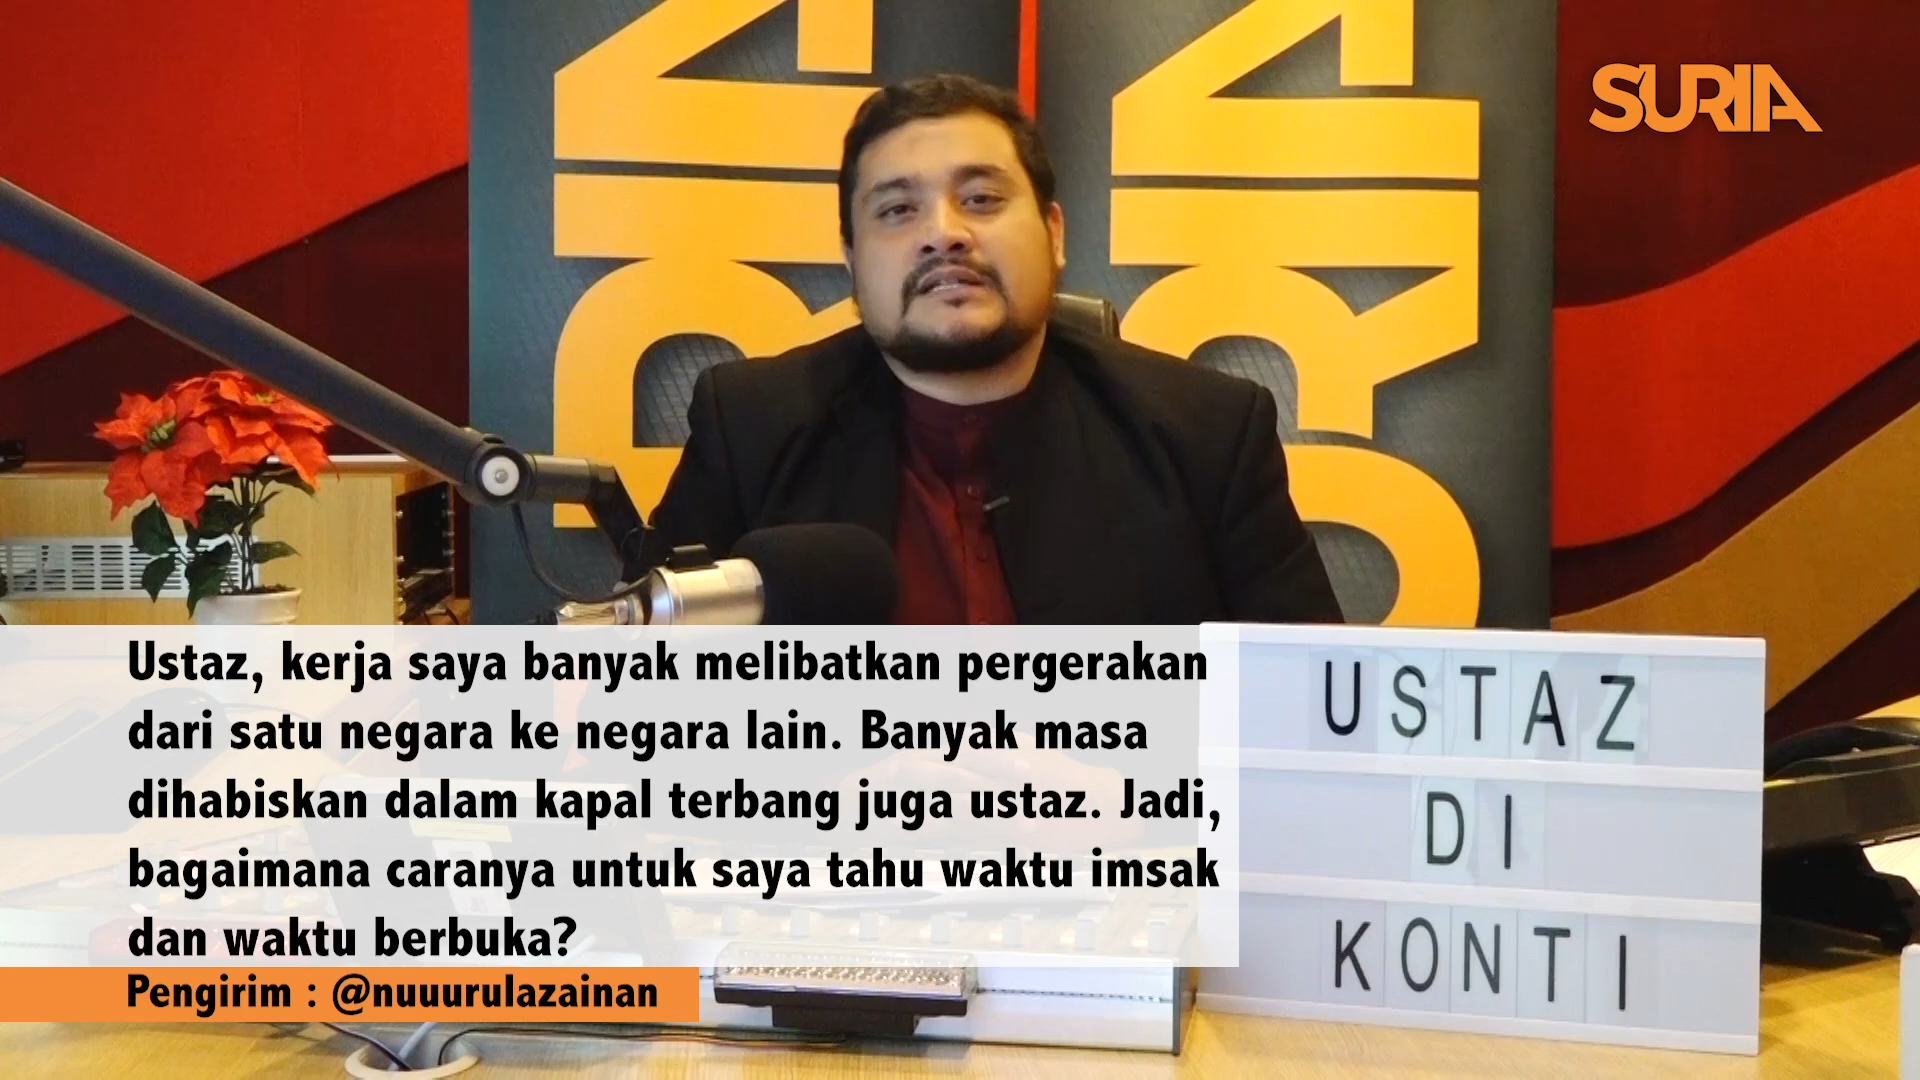 SURIA
Ustaz, kerja saya banyak melibatkan pergerakan
dari satu negara ke negara lain. Banyak masa
dihabiskan dalam kapal terbang juga ustaz. Jadi,
bagaimana caranya untuk saya tahu waktu imsak
dan waktu berbuka?
Pengirim : @nuuurulazainan
USTAZ
DI
KONTI